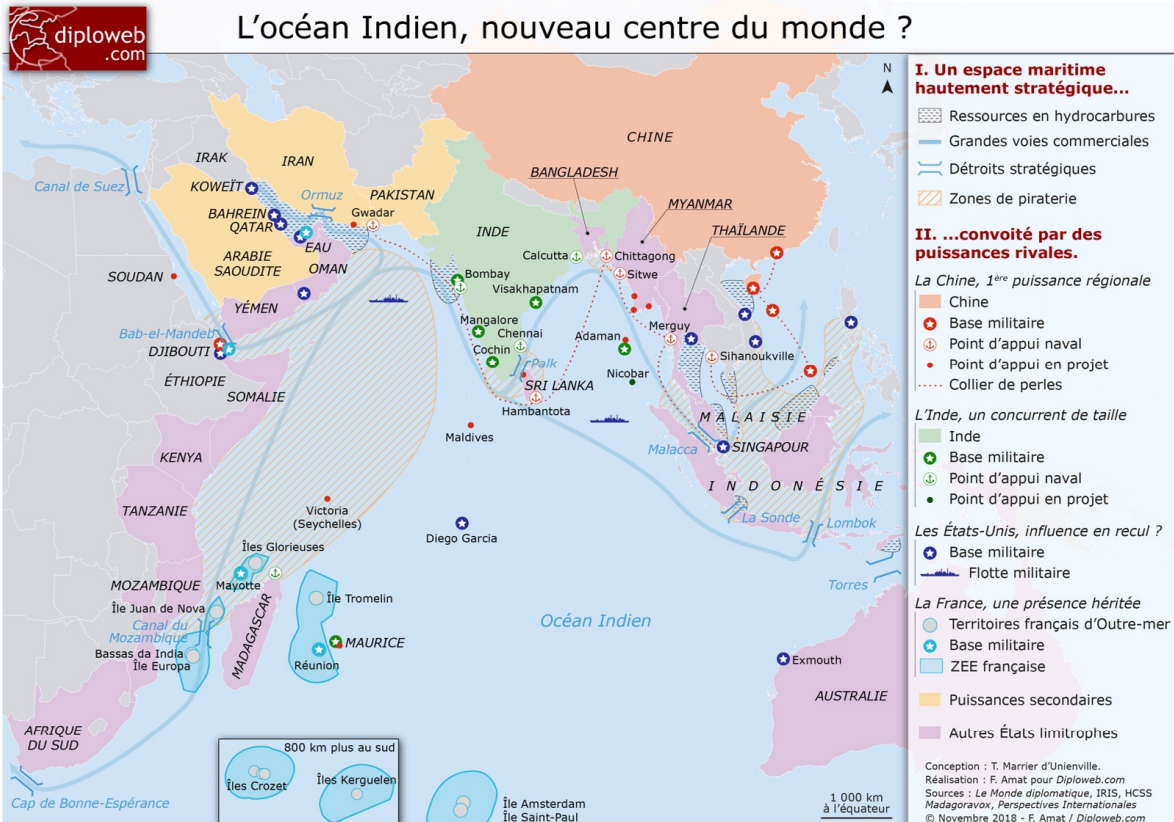 diploweb
.com
L'océan Indien, nouveau centre du monde ?
N
CHINE
IRAK
IRAN
BANGLADESH
Canal de Suez
KOWEÏT
Ormuz
PAKISTAN
MYANMAR
BAHREIN
Gwadar
QATAR
INDE
THAÏLANDE
EAU
ARABIE
SAOUDITE
OMAN
Calcutta
Chittagong
SOUDAN
Bombay
Sitwe
Visakhapatnam
YÉMEN
Mangalore
Merguy
Bab-el-Mandeb
Chennai
Adaman
DJIBOUTI
Cochin
Sihanoukville
Palk
ÉTHIOPIE
Nicobar
SRI LANKA
SOMALIE
Hambantota
MALAISIE
Maldives
Malacca
SINGAPOUR
KENYA
INDONÉSIE
TANZANIE
Victoria
(Seychelles)
La Sonde
Lombok
Diego Garcia
Îles Glorieuses
MOZAMBIQUE
Mayotte
Torres
Île Tromelin
Île Juan de Nova
MADAGASCAR
Canal du
Mozambique
Océan Indien
MAURICE
Bassas da India
Île Europa
Réunion
Exmouth
AUSTRALIE
AFRIQUE
DU SUD
800 km plus au sud
Îles Crozet
Îles Kerguelen
Cap de Bonne-Espérance
Île Amsterdam
Île Saint-Paul
1 000 km
à l'équateur
I. Un espace maritime
hautement stratégique...
Ressources en hydrocarbures
Grandes voies commerciales
Détroits stratégiques
Zones de piraterie
II. ...convoité par des
puissances rivales.
La Chine, 1ère puissance régionale
Chine
Base militaire
Point d'appui naval
Point d'appui en projet
Collier de perles
L'Inde, un concurrent de taille
Inde
Base militaire
Point d'appui naval
Point d'appui en projet
Les États-Unis, influence en recul ?
Base militaire
Flotte militaire
La France, une présence héritée
Territoires français d'Outre-mer
Base militaire
ZEE française
Puissances secondaires
Autres États limitrophes
Conception : T. Marrier d'Unienville.
Réalisation : F. Amat pour Diploweb.com
Sources : Le Monde diplomatique, IRIS, HCSS
Madagoravox, Perspectives Internationales
© Novembre 2018 - F. Amat / Diploweb.com